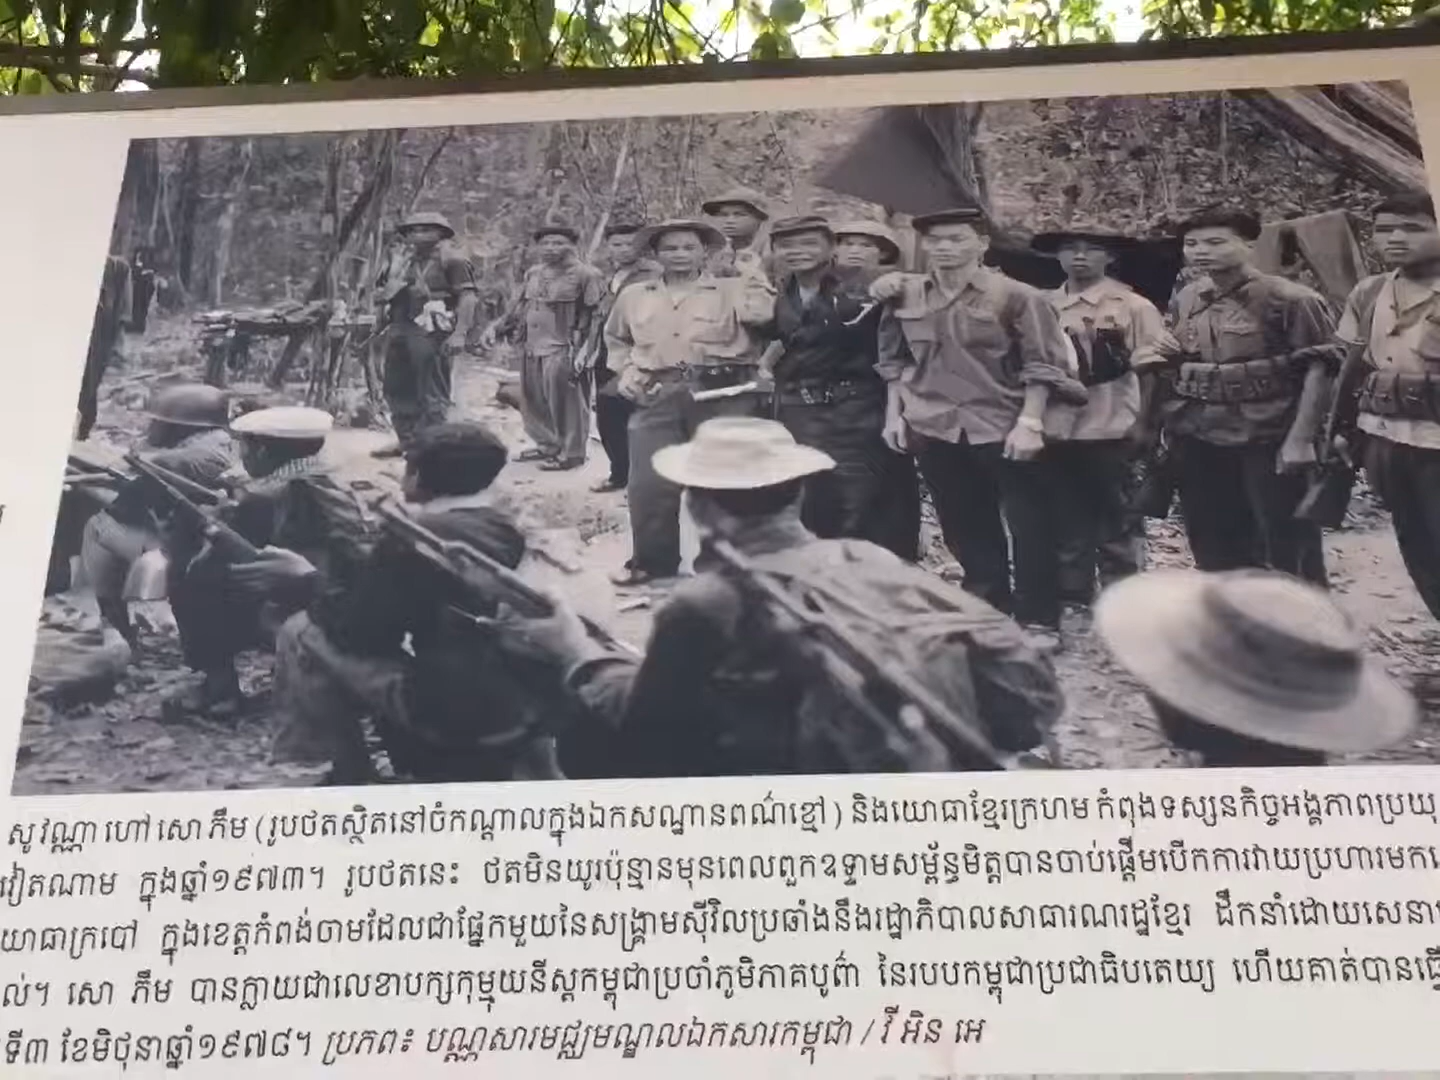 សូ វណ្ណា ហៅ សោ ភឹម (រូបថតស្ថិតនៅចំកណ្ដាលក្នុងឯកសណ្ឋានពណ៌ខ្មៅ) និងយោធាខ្មែរក្រហម កំពុងទស្សនកិច្ចអង្គភាពប្រយុ
វៀតណាម ក្នុងឆ្នាំ១៩៧៣។ រូបថតនេះ ថតមិនយូរប៉ុន្មានមុនពេលពួកឧទ្ទាមសម្ព័ន្ធមិត្តបានចាប់ផ្ដើមបើកការវាយប្រហារមក
យោធាក្រៅ ក្នុងខេត្តកំពង់ចាមដែលជាផ្នែកមួយនៃសង្គ្រាមស៊ីវិលប្រឆាំងនឹងរដ្ឋាភិបាលសាធារណរដ្ឋខ្មែរ ដឹកនាំដោយសេនា
ល់។ សោ ភឹម បានក្លាយជាលេខាបក្សកុម្មុយនីស្តកម្ពុជាប្រចាំភូមិភាគបូព៌ា នៃរបបកម្ពុជាប្រជាធិបតេយ្យ ហើយគាត់បានធ្វើ
ទី៣ ខែមិថុនាឆ្នាំ១៩៧៨។ ប្រភព៖ បណ្ណសារមជ្ឈមណ្ឌលឯកសារកម្ពុជា / វី អិន អេ